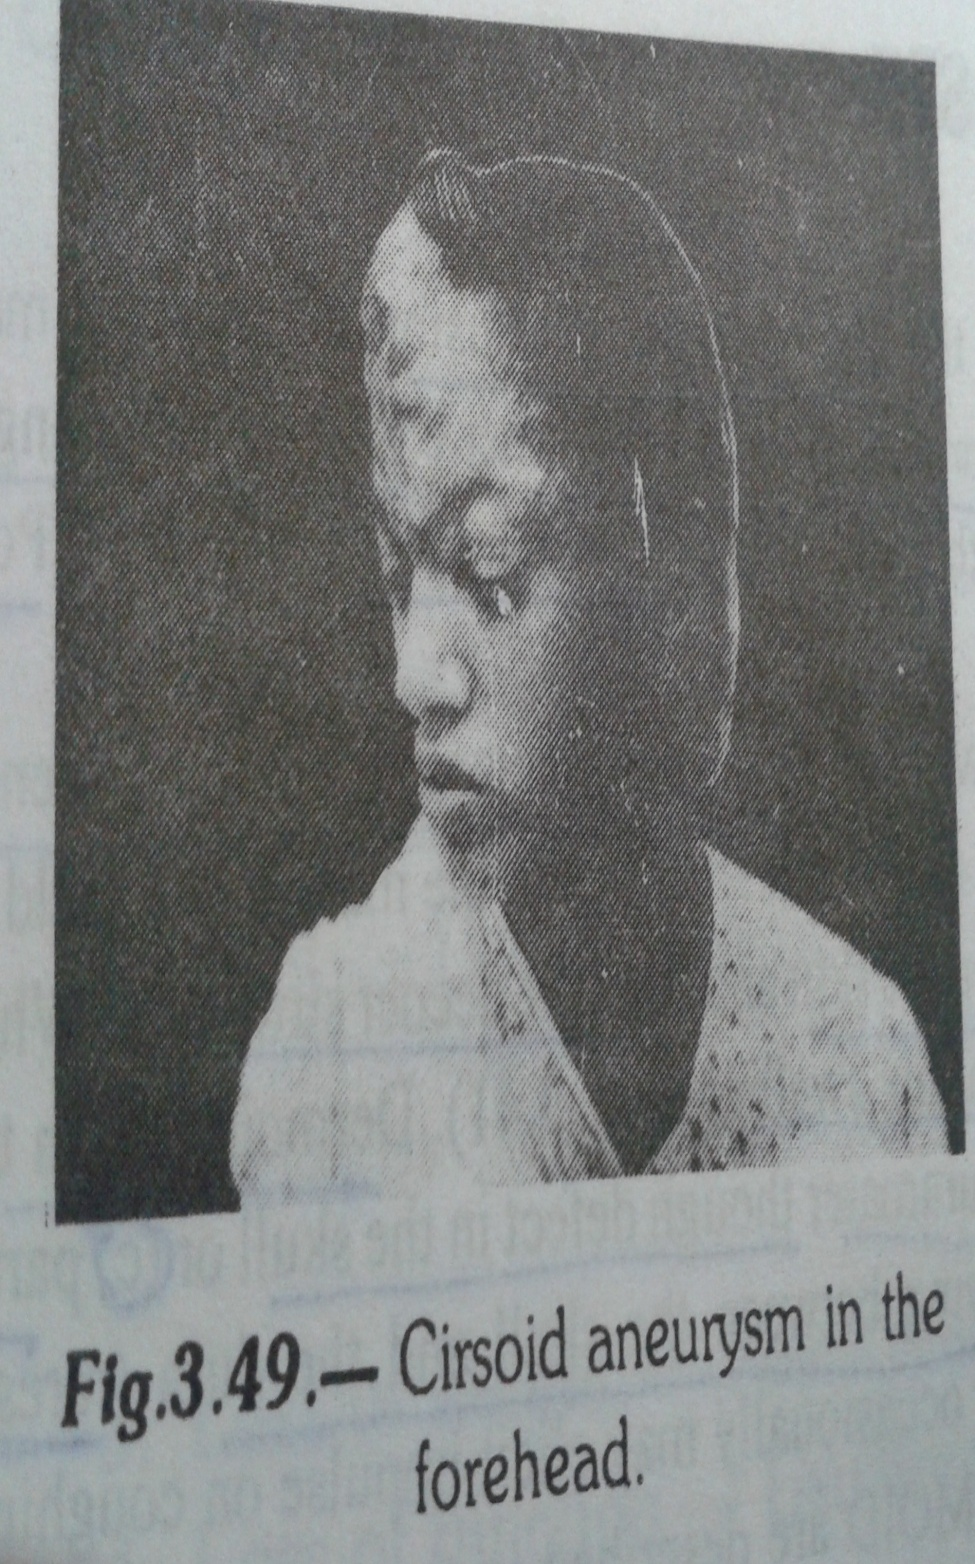 Fig.3.49.— Cirsoid aneurysm in the
forehead.